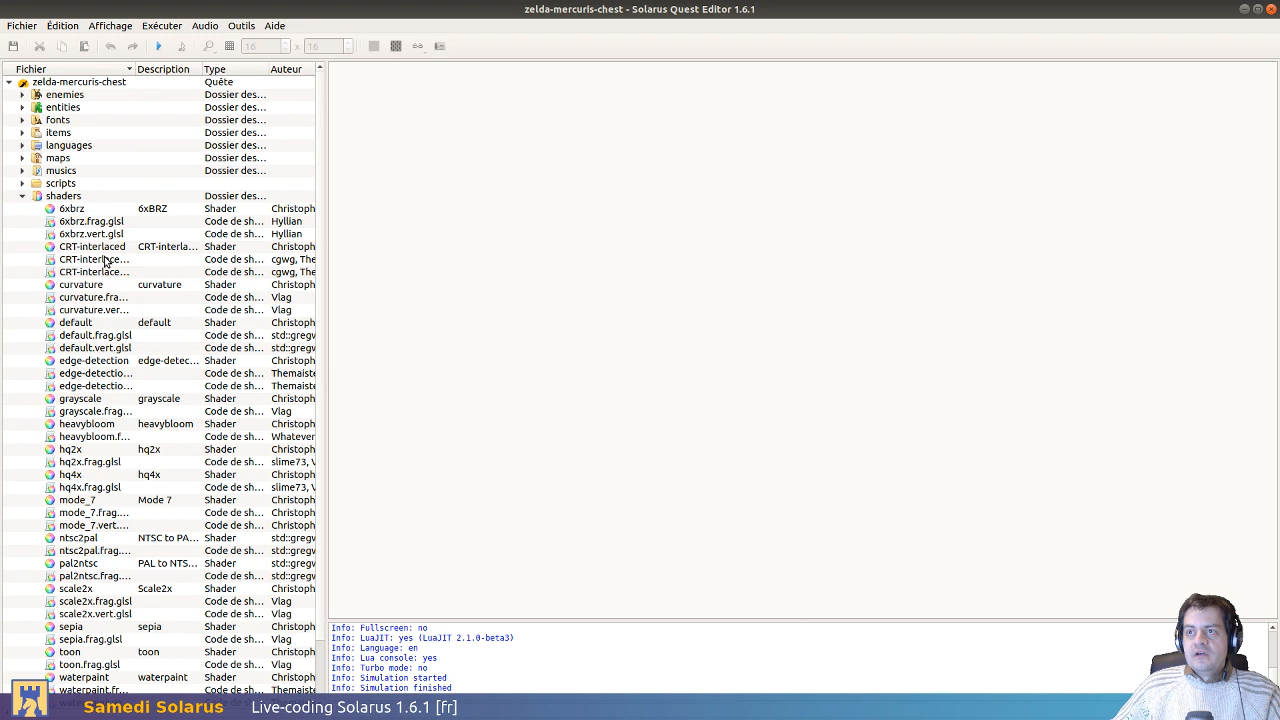 zelda-mercuris-chest - Solarus Quest Editor 1.6.1
Fichier Édition Affichage Exécuter Audio Outils Aide
16 x 16
Fichier Description Type Auteur
zelda-mercuris-chest Quête
enemies Dossier des…
entities Dossier des…
fonts Dossier des…
items Dossier des…
languages Dossier des…
maps Dossier des…
musics Dossier des…
scripts
shaders Dossier des…
6xbrz 6xBRZ Shader Christoph
6xbrz.frag.glsl Code de sh… Hyllian
6xbrz.vert.glsl Code de sh… Hyllian
CRT-interlaced CRT-interla… Shader Christoph
CRT-interlace… Code de sh… cgwg, The
CRT-interlace… Code de sh… cgwg, The
curvature curvature Shader Christoph
curvature.fra… Code de sh… Vlag
curvature.ver… Code de sh… Vlag
default default Shader Christoph
default.frag.glsl Code de sh… std::gregw
default.vert.glsl Code de sh… std::gregw
edge-detection edge-detec… Shader Christoph
edge-detectio… Code de sh… Themaiste
edge-detectio… Code de sh… Themaiste
grayscale grayscale Shader Christoph
grayscale.frag… Code de sh… Vlag
heavybloom heavybloom Shader Christoph
heavybloom.f… Code de sh… Whatever
hq2x hq2x Shader Christoph
hq2x.frag.glsl Code de sh… slime73, V
hq4x hq4x Shader Christoph
hq4x.frag.glsl Code de sh… slime73, V
mode_7 Mode 7 Shader Christoph
mode_7.frag.… Code de sh… std::gregw
mode_7.vert.… Code de sh… std::gregw
ntsc2pal NTSC to PA… Shader std::gregw
ntsc2pal.frag.… Code de sh… std::gregw
pal2ntsc PAL to NTS… Shader std::gregw
pal2ntsc.frag.… Code de sh… std::gregw
scale2x Scale2x Shader Christoph
scale2x.frag.glsl Code de sh… Vlag
scale2x.vert.glsl Code de sh… Vlag
sepia sepia Shader Christoph
sepia.frag.glsl Code de sh… Vlag
toon toon Shader Christoph
toon.frag.glsl Code de sh… Vlag
waterpaint waterpaint Shader Christoph
waterpaint.fr… Code de sh… Themaiste
Info: Fullscreen: no
Info: LuaJIT: yes (LuaJIT 2.1.0-beta3)
Info: Language: en
Info: Lua console: yes
Info: Turbo mode: no
Info: Simulation started
Info: Simulation finished
Samedi Solarus Live-coding Solarus 1.6.1 [fr]